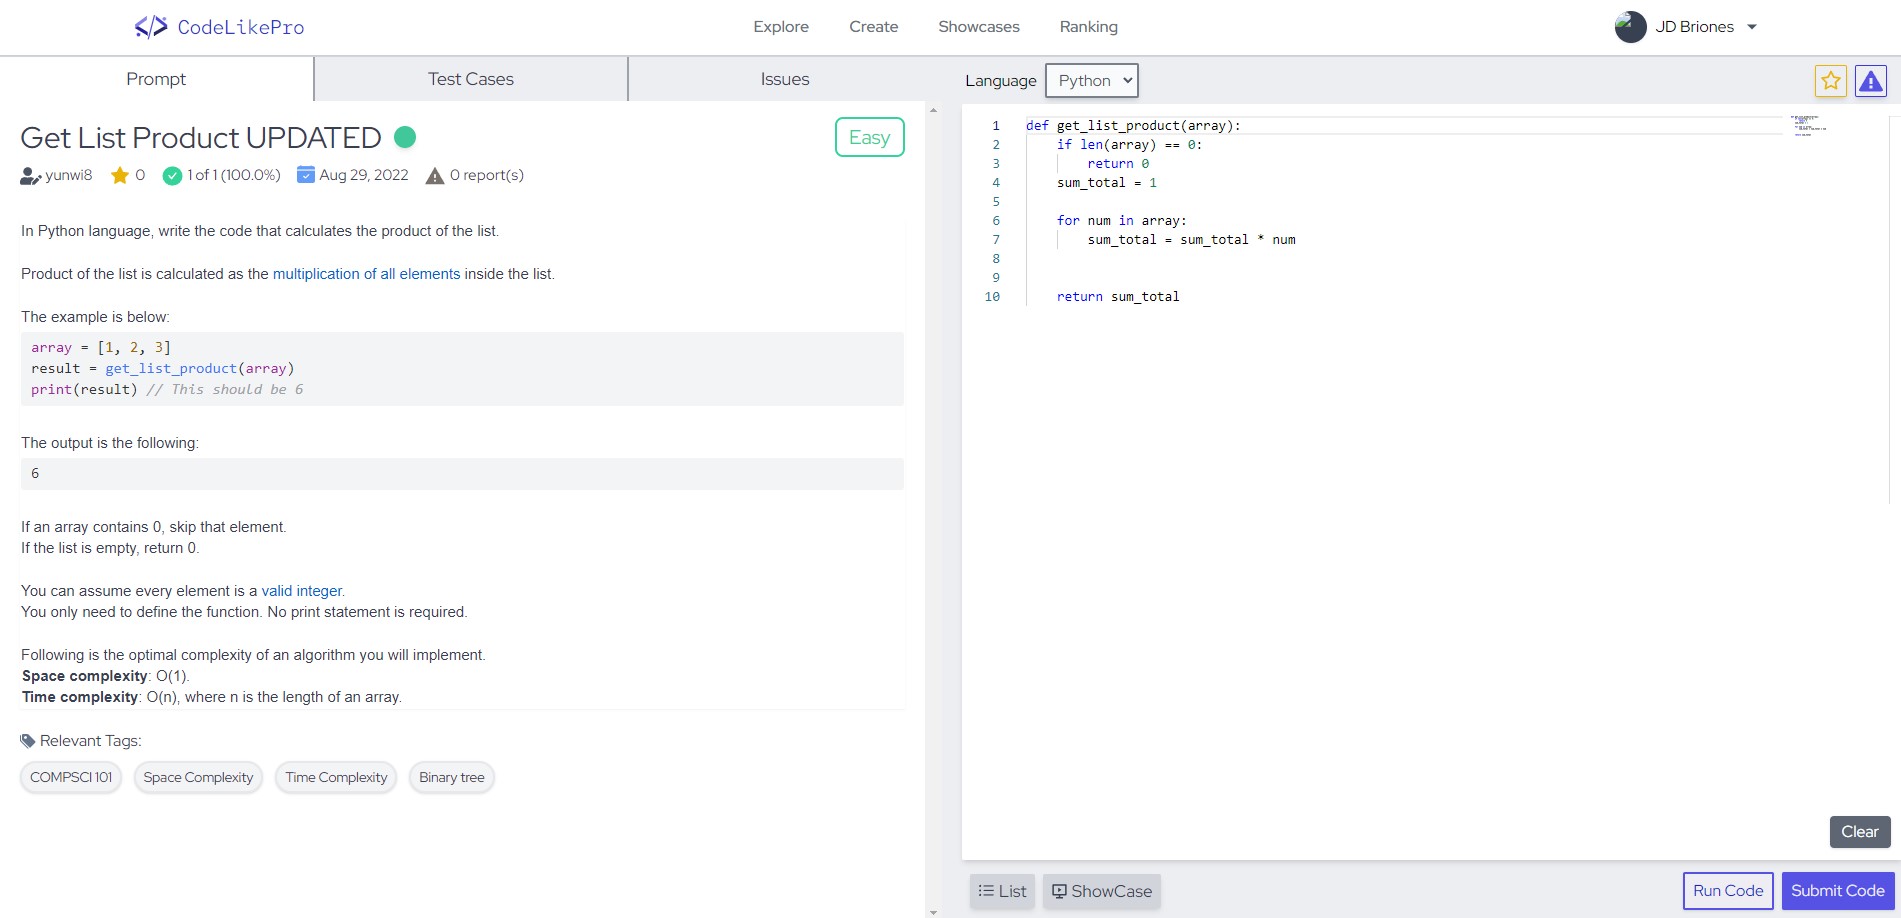 CodeLikePro
Explore
Create
Showcases
Ranking
JD Briones
Prompt
Test Cases
Issues
Get List Product UPDATED
Easy
yunwi8
0
1 of 1 (100.0%)
Aug 29, 2022
0 report(s)
In Python language, write the code that calculates the product of the list.
Product of the list is calculated as the multiplication of all elements inside the list.
The example is below:
array = [1, 2, 3]
result = get_list_product(array)
print(result) // This should be 6
The output is the following:
6
If an array contains 0, skip that element.
If the list is empty, return 0.
You can assume every element is a valid integer.
You only need to define the function. No print statement is required.
Following is the optimal complexity of an algorithm you will implement.
Space complexity: O(1).
Time complexity: O(n), where n is the length of an array.
Relevant Tags:
COMPSCI 101
Space Complexity
Time Complexity
Binary tree
Language
Python
1 def get_list_product(array):
2 if len(array) == 0:
3 return 0
4 sum_total = 1
5
6 for num in array:
7 sum_total = sum_total * num
8
9
10 return sum_total
Clear
List
ShowCase
Run Code
Submit Code